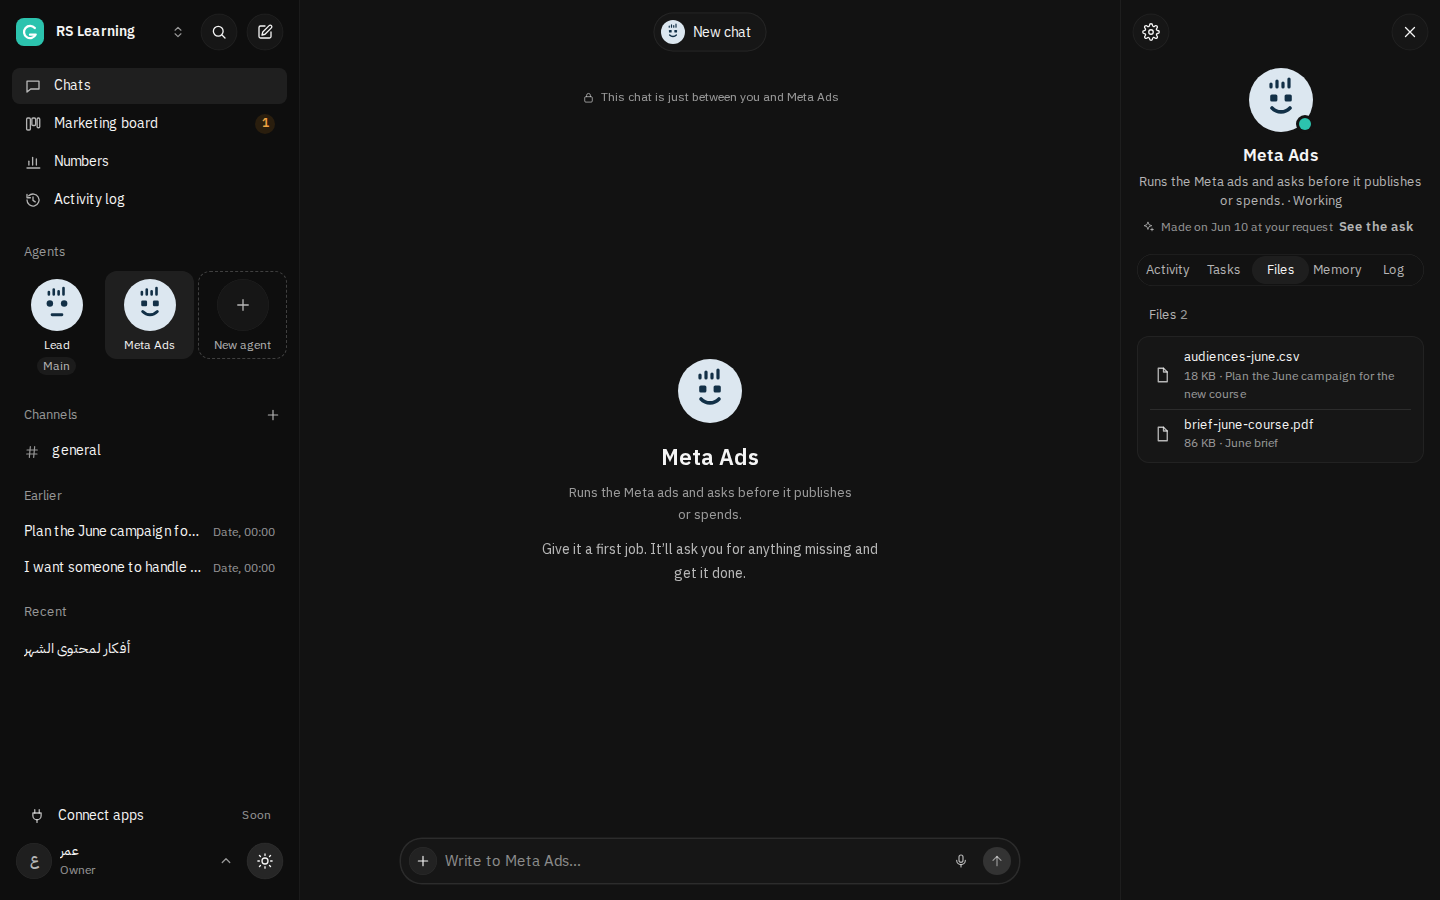 RS Learning
Chats
Marketing board
1
Numbers
Activity log
Agents
Lead
Main
Meta Ads
New agent
Channels
general
Earlier
Plan the June campaign fo...
Date, 00:00
I want someone to handle ...
Date, 00:00
Recent
أفكار لمحتوى الشهر
Connect apps
Soon
ع
عمر
Owner
New chat
This chat is just between you and Meta Ads
Meta Ads
Runs the Meta ads and asks before it publishes
or spends.
Give it a first job. It’ll ask you for anything missing and
get it done.
Write to Meta Ads...
Meta Ads
Runs the Meta ads and asks before it publishes
or spends. · Working
Made on Jun 10 at your request See the ask
Activity
Tasks
Files
Memory
Log
Files 2
audiences-june.csv
18 KB · Plan the June campaign for the
new course
brief-june-course.pdf
86 KB · June brief